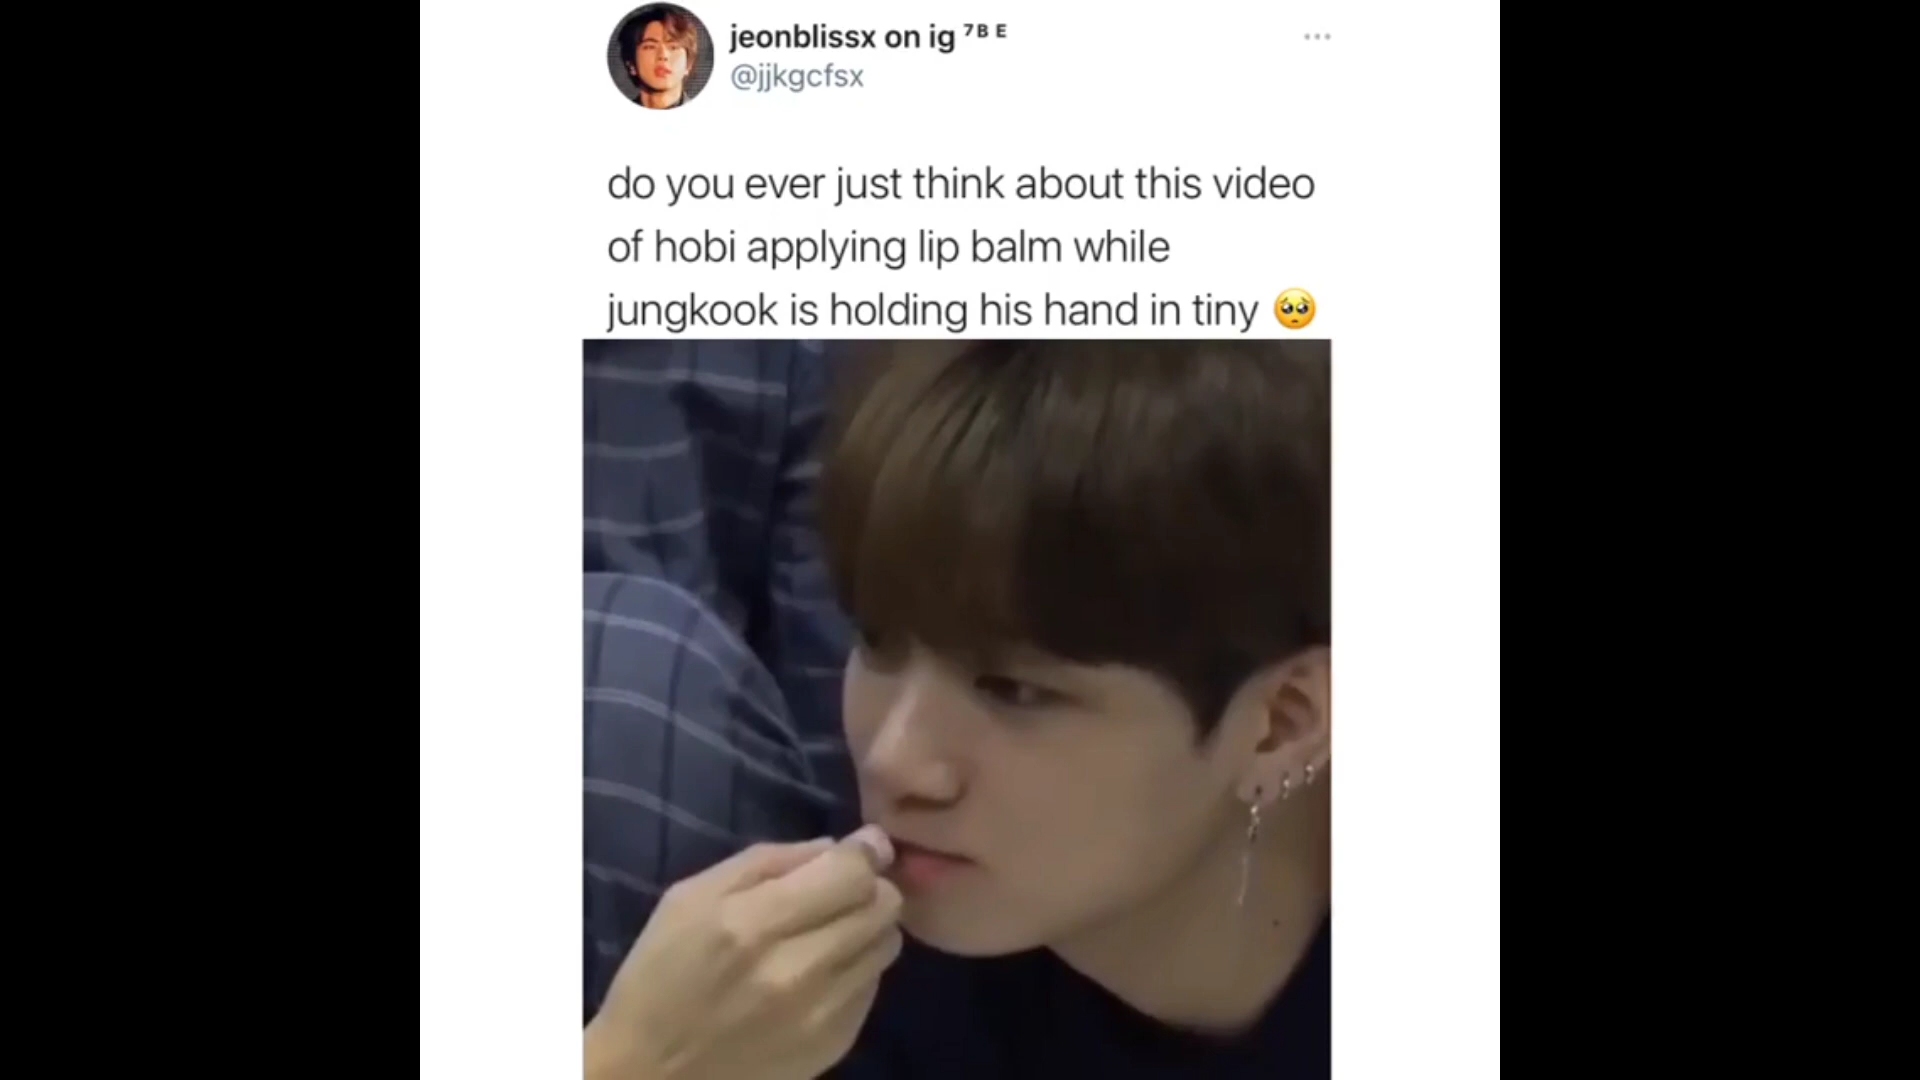 jeonblissx on ig ⁷ᴮ ᴱ
@jjkgcfsx
do you ever just think about this video
of hobi applying lip balm while
jungkook is holding his hand in tiny 🥺